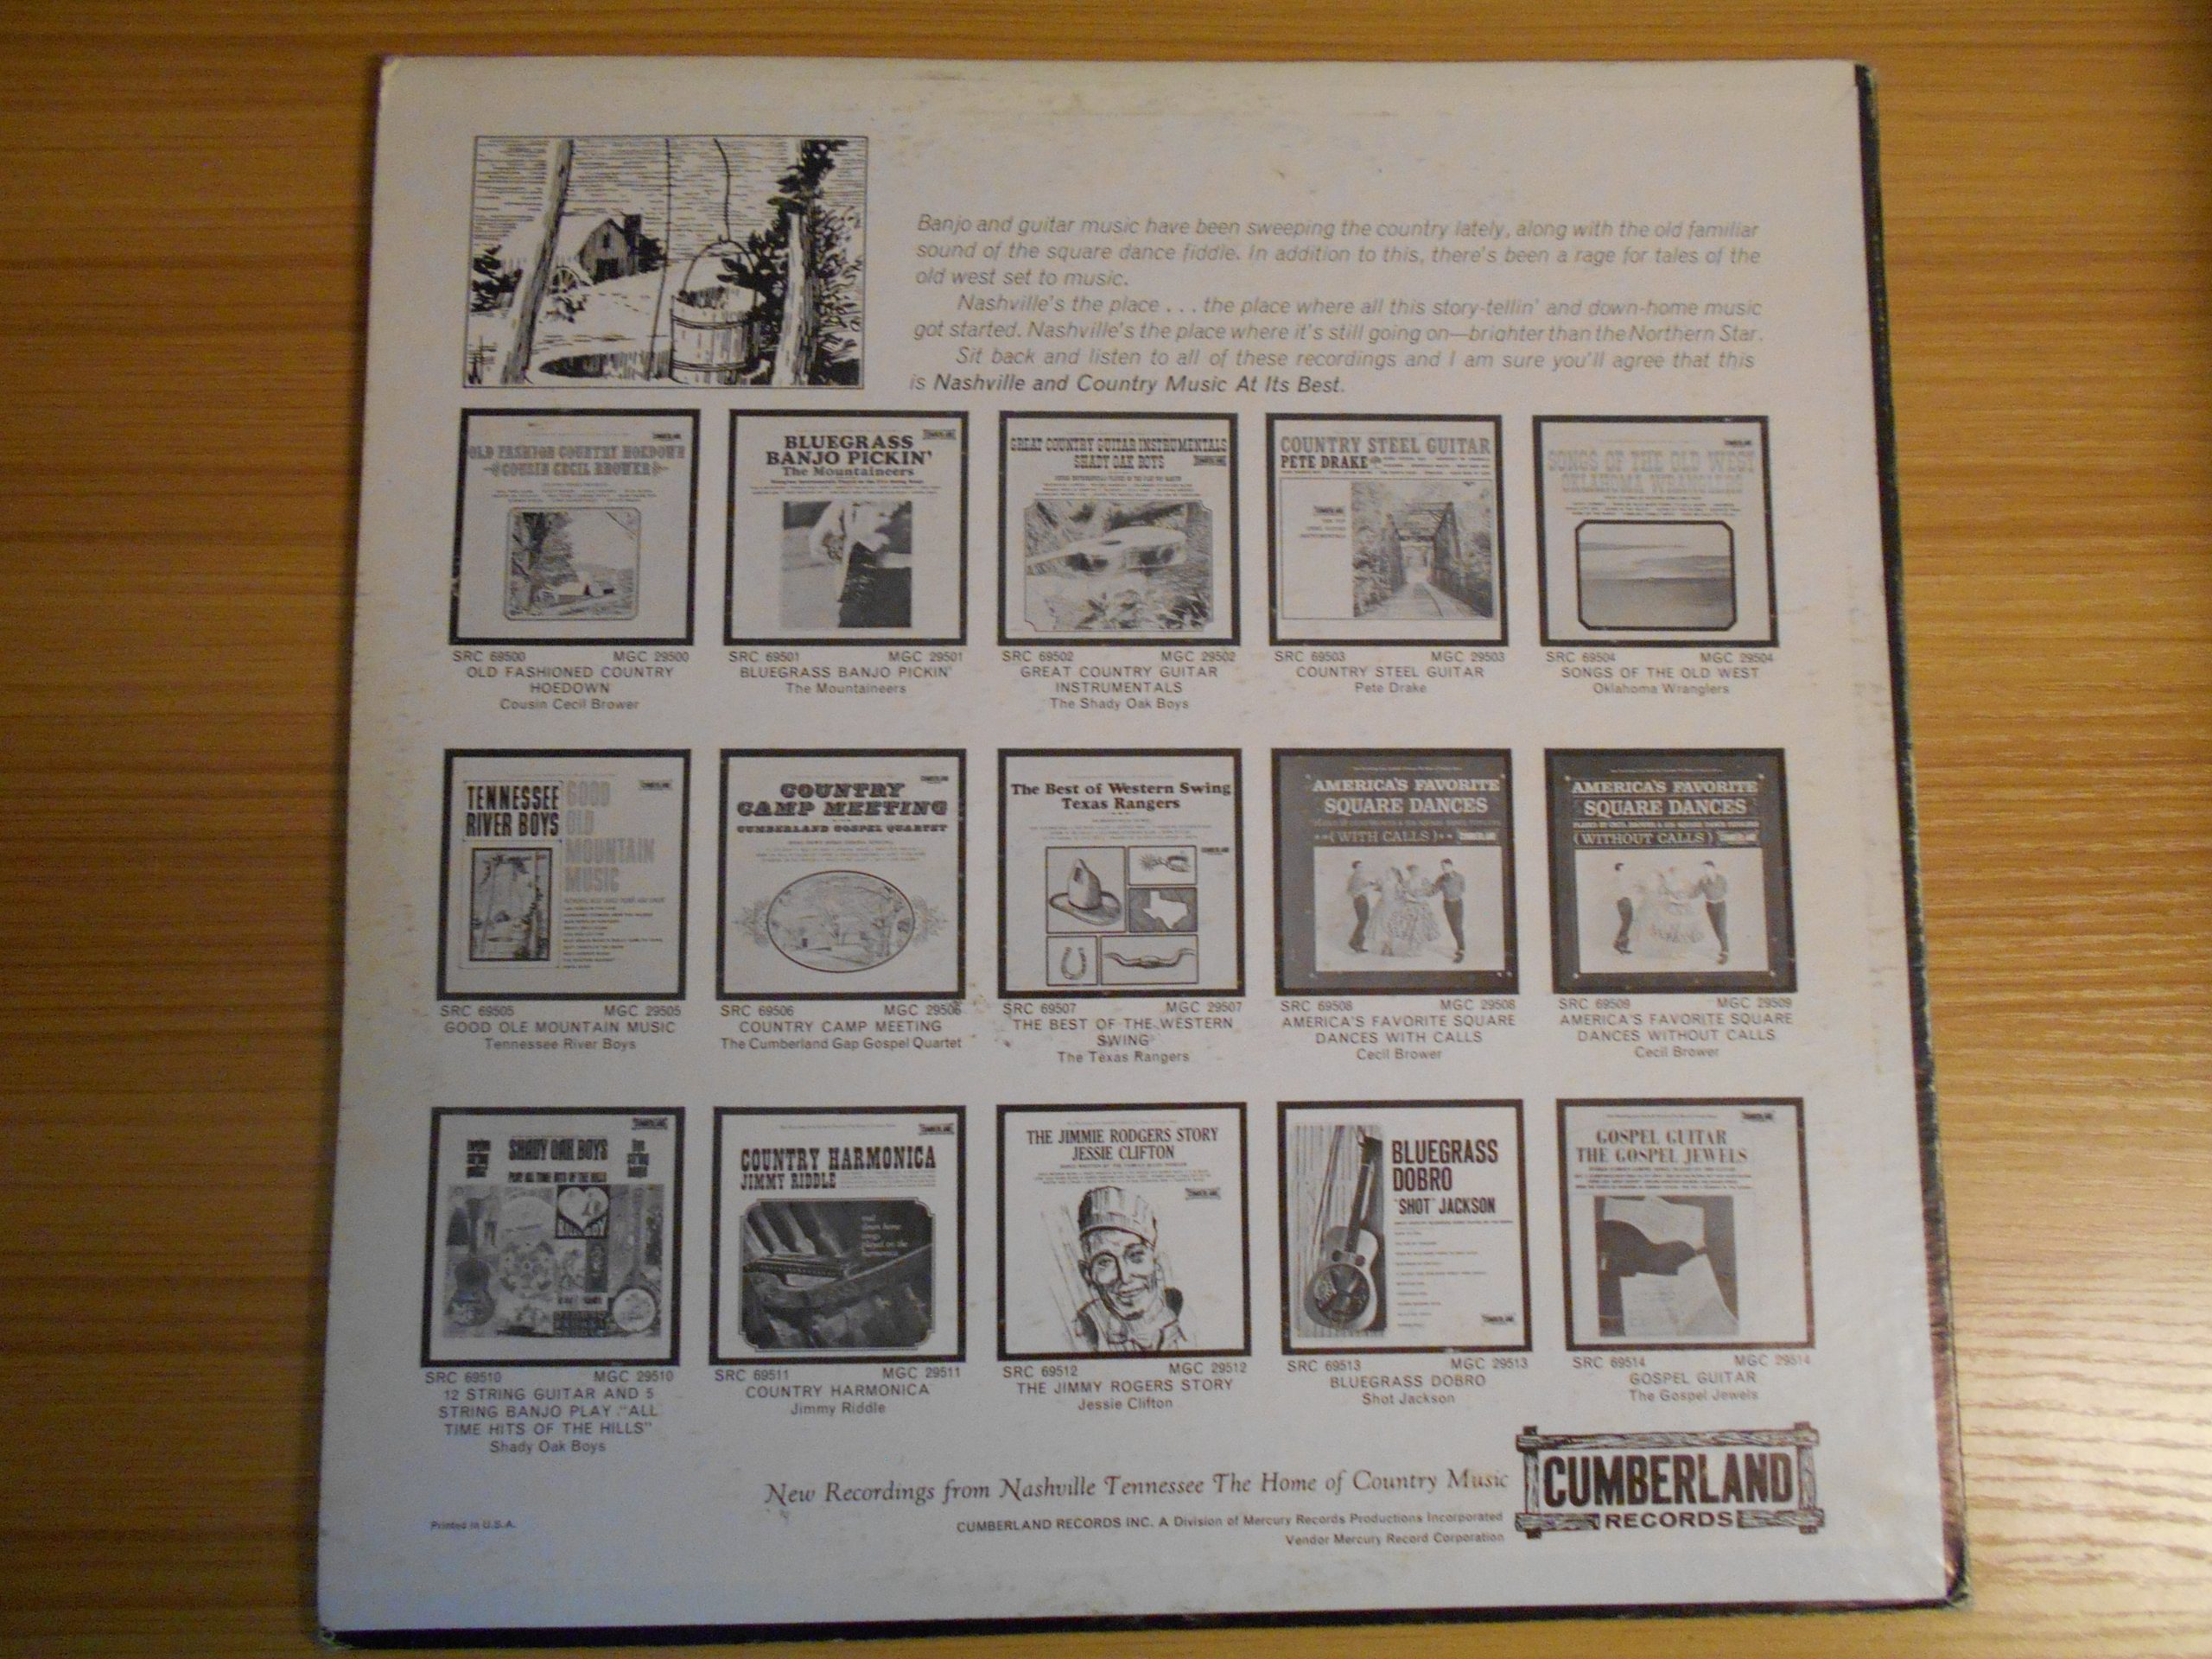 Banjo and guitar music have been sweeping the country lately, along with the old familiar
sound of the square dance fiddle. In addition to this, there's been a rage for tales of the
old west set to music.
Nashville's the place . . . the place where all this story-tellin' and down-home music
got started. Nashville's the place where it's still going on—brighter than the Northern Star.
Sit back and listen to all of these recordings and I am sure you'll agree that this
is Nashville and Country Music At Its Best.
OLD FASHION COUNTRY HOEDOWN
COUSIN CECIL BROWER
SRC 69500 MGC 29500
OLD FASHIONED COUNTRY
HOEDOWN
Cousin Cecil Brower
BLUEGRASS
BANJO PICKIN'
The Mountaineers
SRC 69501 MGC 29501
BLUEGRASS BANJO PICKIN'
The Mountaineers
GREAT COUNTRY GUITAR INSTRUMENTALS
SHADY OAK BOYS
SRC 69502 MGC 29502
GREAT COUNTRY GUITAR
INSTRUMENTALS
The Shady Oak Boys
COUNTRY STEEL GUITAR
PETE DRAKE
SRC 69503 MGC 29503
COUNTRY STEEL GUITAR
Pete Drake
SONGS OF THE OLD WEST
OKLAHOMA WRANGLERS
SRC 69504 MGC 29504
SONGS OF THE OLD WEST
Oklahoma Wranglers
TENNESSEE
RIVER BOYS
GOOD
OLD
MOUNTAIN
MUSIC
SRC 69505 MGC 29505
GOOD OLE MOUNTAIN MUSIC
Tennessee River Boys
COUNTRY
CAMP MEETING
CUMBERLAND GOSPEL QUARTET
SRC 69506 MGC 29506
COUNTRY CAMP MEETING
The Cumberland Gap Gospel Quartet
The Best of Western Swing
Texas Rangers
SRC 69507 MGC 29507
THE BEST OF THE WESTERN
SWING
The Texas Rangers
AMERICA'S FAVORITE
SQUARE DANCES
(WITH CALLS)
SRC 69508 MGC 29508
AMERICA'S FAVORITE SQUARE
DANCES WITH CALLS
Cecil Brower
AMERICA'S FAVORITE
SQUARE DANCES
(WITHOUT CALLS)
SRC 69509 MGC 29509
AMERICA'S FAVORITE SQUARE
DANCES WITHOUT CALLS
Cecil Brower
SHADY OAK BOYS
PLAY ALL TIME HITS OF THE HILLS
SRC 69510 MGC 29510
12 STRING GUITAR AND 5
STRING BANJO PLAY "ALL
TIME HITS OF THE HILLS"
Shady Oak Boys
COUNTRY HARMONICA
JIMMY RIDDLE
SRC 69511 MGC 29511
COUNTRY HARMONICA
Jimmy Riddle
THE JIMMIE RODGERS STORY
JESSIE CLIFTON
SRC 69512 MGC 29512
THE JIMMY ROGERS STORY
Jessie Clifton
BLUEGRASS
DOBRO
"SHOT" JACKSON
SRC 69513 MGC 29513
BLUEGRASS DOBRO
Shot Jackson
GOSPEL GUITAR
THE GOSPEL JEWELS
SRC 69514 MGC 29514
GOSPEL GUITAR
The Gospel Jewels
New Recordings from Nashville Tennessee The Home of Country Music
CUMBERLAND
RECORDS
Printed in U.S.A.
CUMBERLAND RECORDS INC. A Division of Mercury Records Productions Incorporated
Vendor Mercury Record Corporation